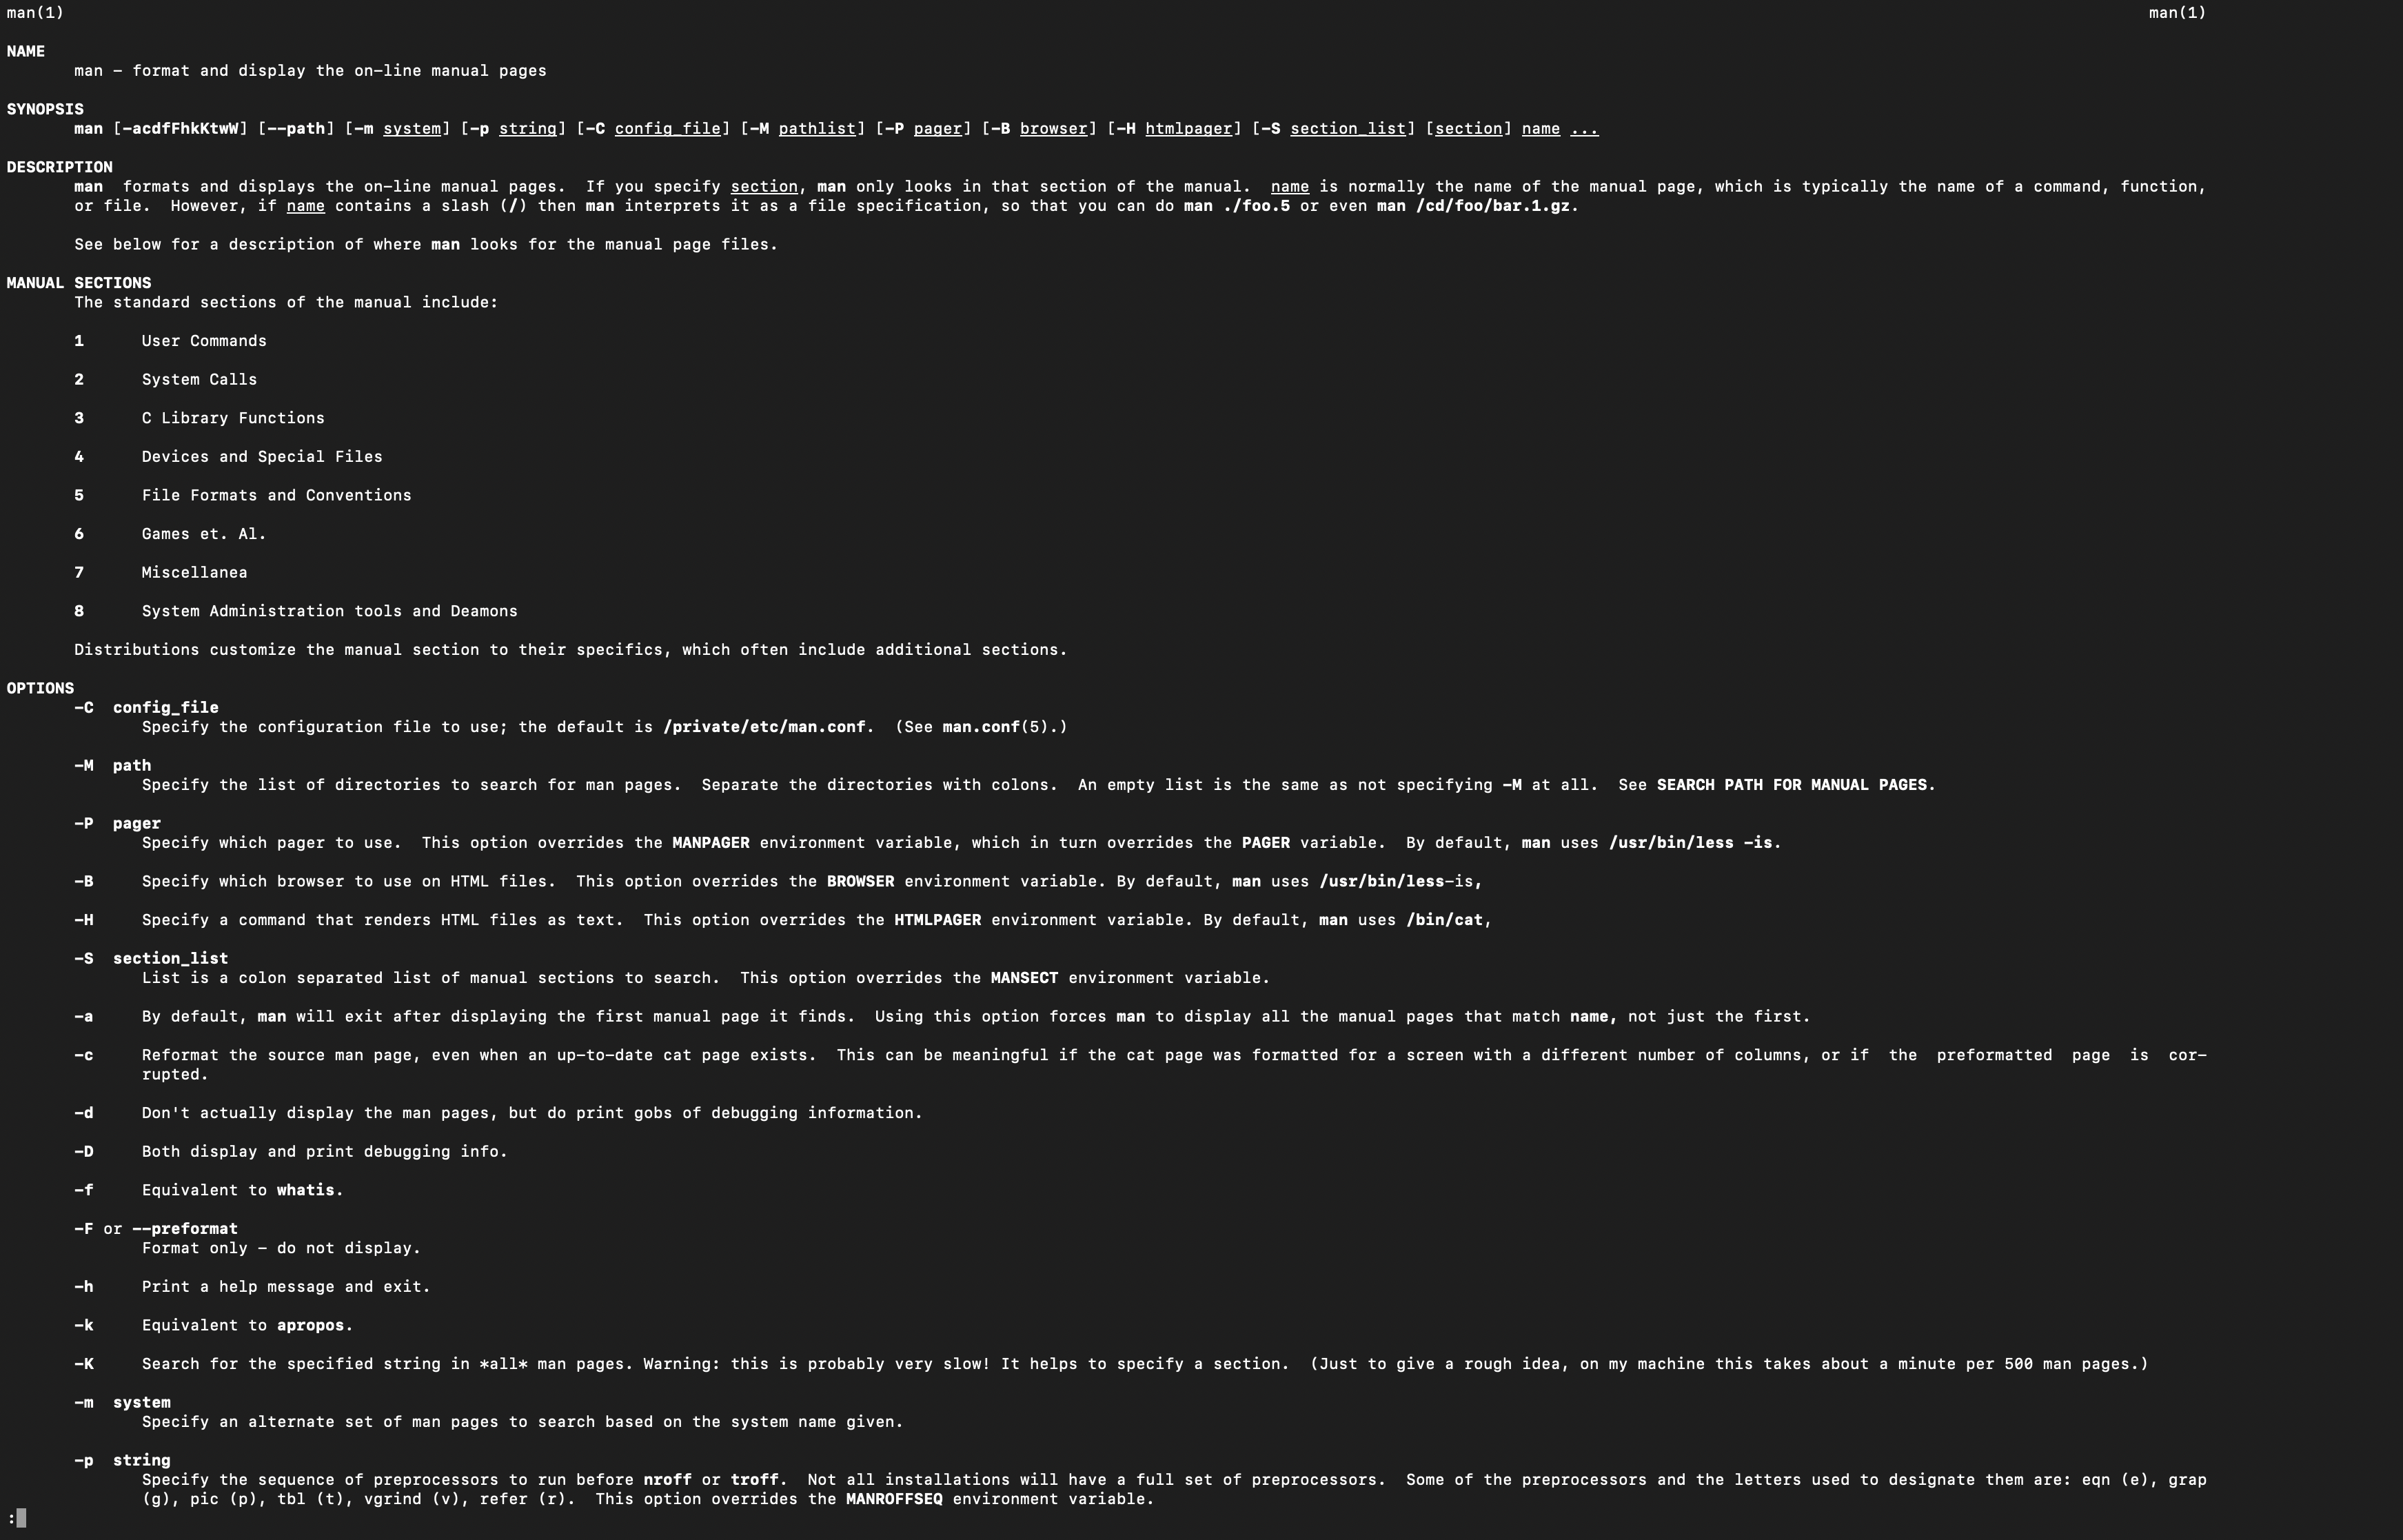 man(1) man(1)
NAME
man - format and display the on-line manual pages
SYNOPSIS
man [-acdfFhkKtwW] [--path] [-m system] [-p string] [-C config_file] [-M pathlist] [-P pager] [-B browser] [-H htmlpager] [-S section_list] [section] name ...
DESCRIPTION
man formats and displays the on-line manual pages. If you specify section, man only looks in that section of the manual. name is normally the name of the manual page, which is typically the name of a command, function,
or file. However, if name contains a slash (/) then man interprets it as a file specification, so that you can do man ./foo.5 or even man /cd/foo/bar.1.gz.
See below for a description of where man looks for the manual page files.
MANUAL SECTIONS
The standard sections of the manual include:
1 User Commands
2 System Calls
3 C Library Functions
4 Devices and Special Files
5 File Formats and Conventions
6 Games et. Al.
7 Miscellanea
8 System Administration tools and Deamons
Distributions customize the manual section to their specifics, which often include additional sections.
OPTIONS
-C config_file
Specify the configuration file to use; the default is /private/etc/man.conf. (See man.conf(5).)
-M path
Specify the list of directories to search for man pages. Separate the directories with colons. An empty list is the same as not specifying -M at all. See SEARCH PATH FOR MANUAL PAGES.
-P pager
Specify which pager to use. This option overrides the MANPAGER environment variable, which in turn overrides the PAGER variable. By default, man uses /usr/bin/less -is.
-B Specify which browser to use on HTML files. This option overrides the BROWSER environment variable. By default, man uses /usr/bin/less-is,
-H Specify a command that renders HTML files as text. This option overrides the HTMLPAGER environment variable. By default, man uses /bin/cat,
-S section_list
List is a colon separated list of manual sections to search. This option overrides the MANSECT environment variable.
-a By default, man will exit after displaying the first manual page it finds. Using this option forces man to display all the manual pages that match name, not just the first.
-c Reformat the source man page, even when an up-to-date cat page exists. This can be meaningful if the cat page was formatted for a screen with a different number of columns, or if the preformatted page is cor-
rupted.
-d Don't actually display the man pages, but do print gobs of debugging information.
-D Both display and print debugging info.
-f Equivalent to whatis.
-F or --preformat
Format only - do not display.
-h Print a help message and exit.
-k Equivalent to apropos.
-K Search for the specified string in *all* man pages. Warning: this is probably very slow! It helps to specify a section. (Just to give a rough idea, on my machine this takes about a minute per 500 man pages.)
-m system
Specify an alternate set of man pages to search based on the system name given.
-p string
Specify the sequence of preprocessors to run before nroff or troff. Not all installations will have a full set of preprocessors. Some of the preprocessors and the letters used to designate them are: eqn (e), grap
(g), pic (p), tbl (t), vgrind (v), refer (r). This option overrides the MANROFFSEQ environment variable.
: